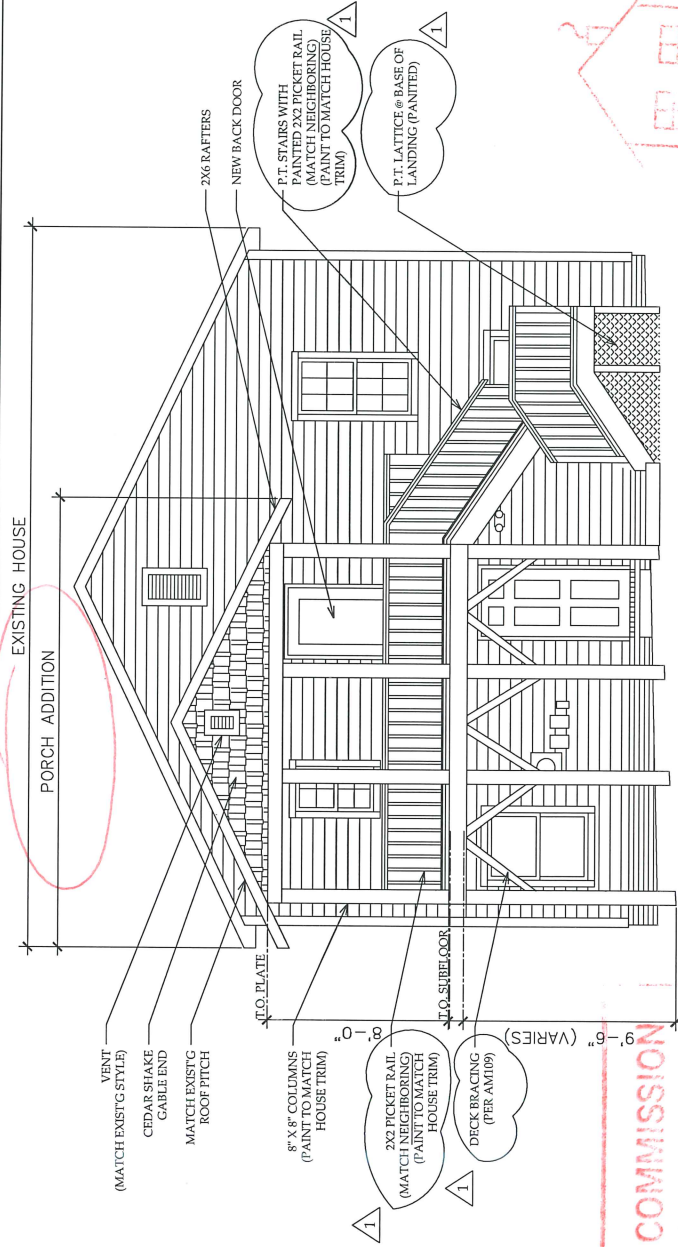 EXISTING HOUSE
PORCH ADDITION
VENT
(MATCH EXIST'G STYLE)
CEDAR SHAKE
GABLE END
MATCH EXIST'G
ROOF PITCH
T.O. PLATE
8" X 8" COLUMNS
(PAINT TO MATCH
HOUSE TRIM)
8'-0"
2X2 PICKET RAIL
(MATCH NEIGHBORING)
(PAINT TO MATCH
HOUSE TRIM)
1
T.O. SUBFLOOR
DECK BRACING
(PER AM109)
1
9'-6" (VARIES)
2X6 RAFTERS
NEW BACK DOOR
P.T. STAIRS WITH
PAINTED 2X2 PICKET RAIL
(MATCH NEIGHBORING)
(PAINT TO MATCH HOUSE
TRIM)
1
P.T. LATTICE @ BASE OF
LANDING (PANITED)
1
COMMISSION